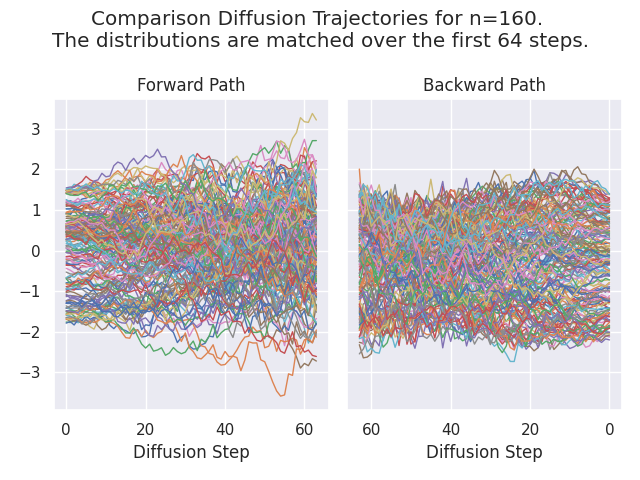 Comparison Diffusion Trajectories for n=160.
The distributions are matched over the first 64 steps.
Forward Path
Backward Path
3
2
1
0
−1
−2
−3
0 20 40 60
60 40 20 0
Diffusion Step
Diffusion Step